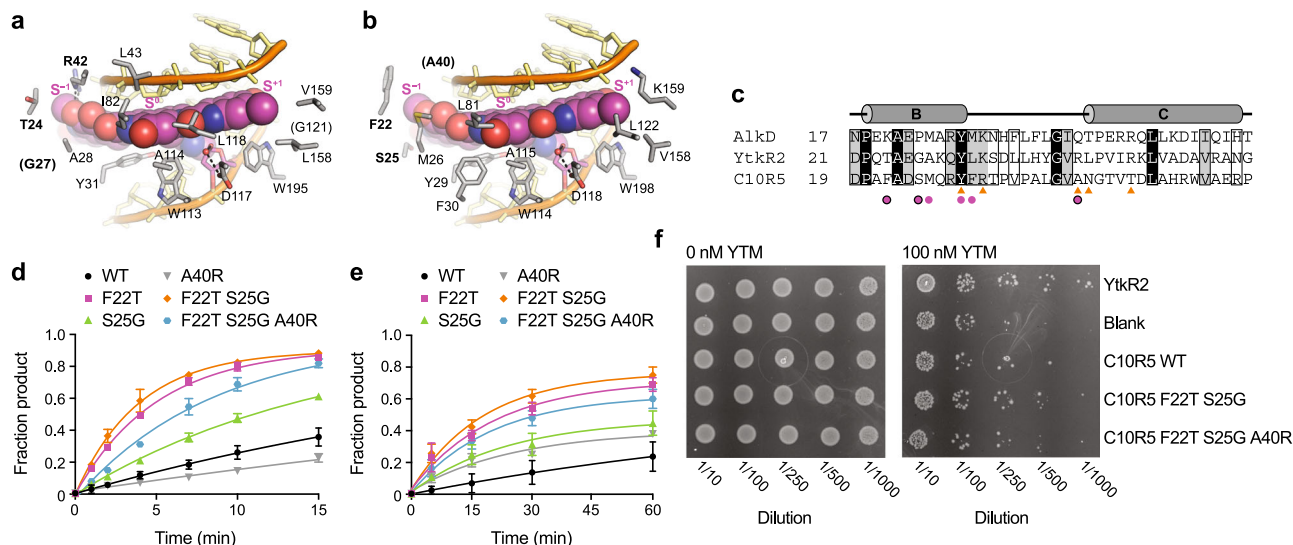 a
R42
L43
S⁻¹
I82
S⁰
S⁺¹
V159
T24
(G121)
L118
(G27)
A28
A114
L158
Y31
D117
W195
W113
b
(A40)
S⁻¹
L81
S⁰
S⁺¹
K159
F22
L122
S25
M26
A115
V158
Y29
D118
W198
F30
W114
c
B C
AlkD 17 NPEKAEPMARYMKNHFLFLGIQTPERRQLLKDIIQIHT
YtkR2 21 DPQTAEGAKQYLKSDLLHYGVRLPVIRKLVADAVRANG
C10R5 19 DPAFADSMQRYFRTPVPALGVANGTVTDLAHRWVAERP
d
WT A40R
F22T F22T S25G
S25G F22T S25G A40R
Fraction product
1.0
0.8
0.6
0.4
0.2
0
0 5 10 15
Time (min)
e
WT A40R
F22T F22T S25G
S25G F22T S25G A40R
Fraction product
1.0
0.8
0.6
0.4
0.2
0
0 15 30 45 60
Time (min)
f
0 nM YTM 100 nM YTM
YtkR2
Blank
C10R5 WT
C10R5 F22T S25G
C10R5 F22T S25G A40R
1/10 1/100 1/250 1/500 1/1000
1/10 1/100 1/250 1/500 1/1000
Dilution Dilution